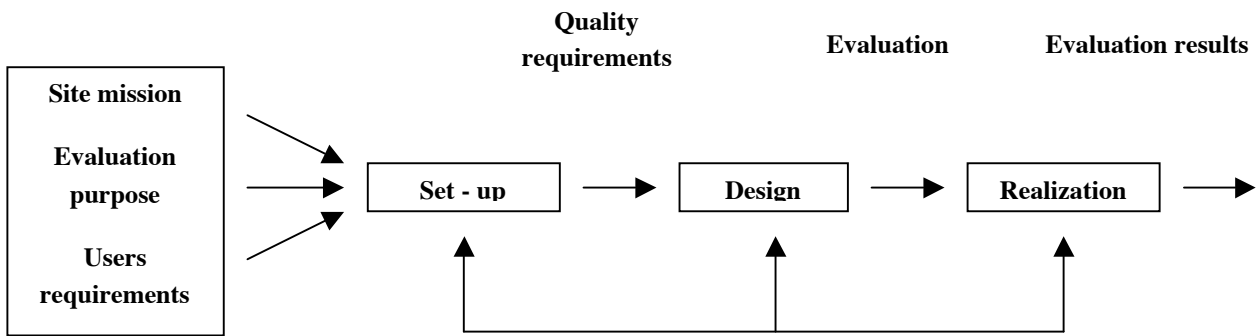 Quality
requirements
Evaluation
Evaluation results
Site mission
Evaluation
purpose
Users
requirements
Set - up
Design
Realization